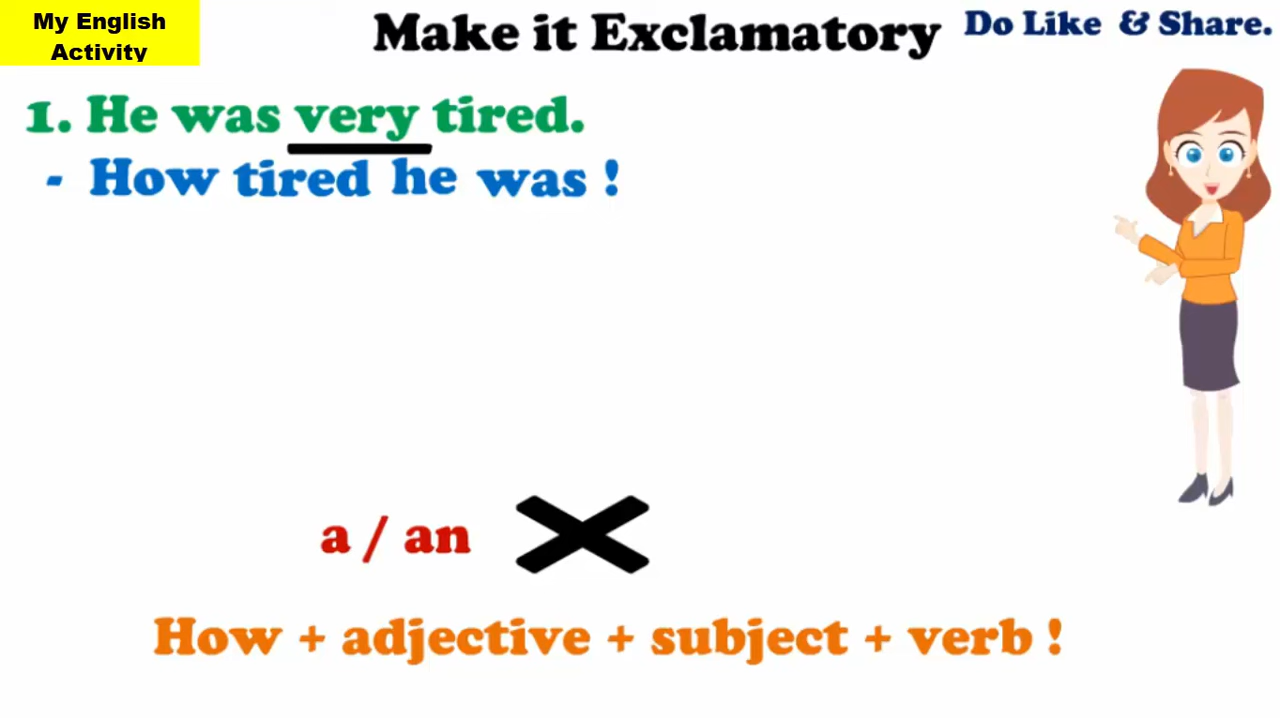 My English
Activity
Make it Exclamatory
Do Like & Share.
1. He was very tired.
- How tired he was !
a / an
How + adjective + subject + verb !